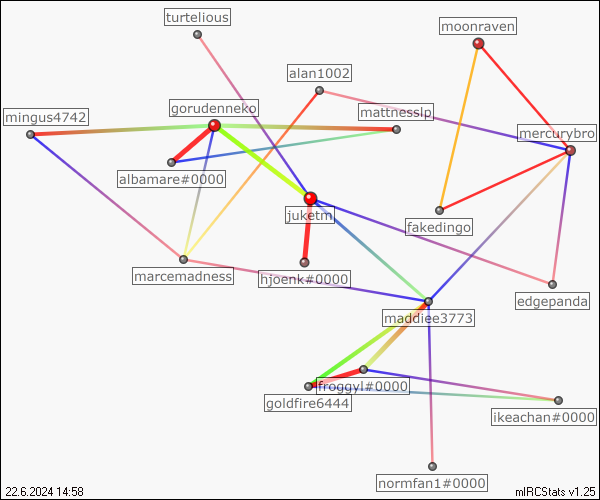 turtelious
moonraven
alan1002
gorudenneko
mattnesslp
mingus4742
mercurybro
albamare#0000
juketm
fakedingo
marcemadness
hjoenk#0000
edgepanda
maddiee3773
froggyl#0000
goldfire6444
ikeachan#0000
normfan1#0000
22.6.2024 14:58
mIRCStats v1.25